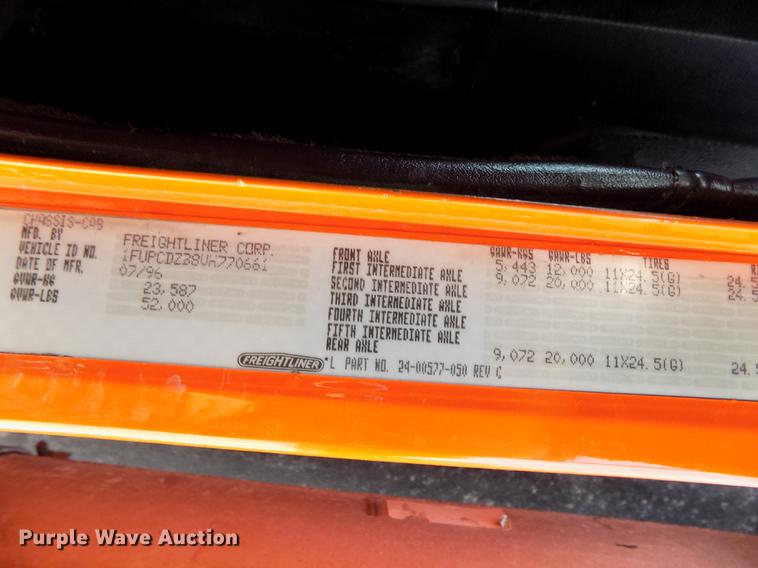 CHASSIS-CAB
MFD. BY FREIGHTLINER CORP.
VEHICLE ID NO. 1FUPCDZB8VH770661
DATE OF MFR. 07/96
GVWR-KG 23,587
GVWR-LBS 52,000
GAWR-KGS GAWR-LBS TIRES
FRONT AXLE 5,443 12,000 11X24.5(G)
FIRST INTERMEDIATE AXLE 9,072 20,000 11X24.5(G)
SECOND INTERMEDIATE AXLE
THIRD INTERMEDIATE AXLE
FOURTH INTERMEDIATE AXLE
FIFTH INTERMEDIATE AXLE
REAR AXLE 9,072 20,000 11X24.5(G) 24.5
FREIGHTLINER *L PART NO. 24-00577-050 REV C
Purple Wave Auction